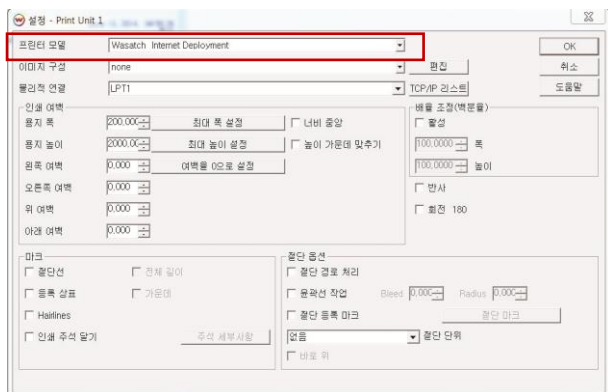 설정 - Print Unit 1
프린터 모델 Wasatch Internet Deployment OK
이미지 구성 none 편집 취소
물리적 연결 LPT1 TCP/IP 리스트 도움말
인쇄 여백 배율 조정(백분율)
용지 폭 200.000 최대 폭 설정 너비 중앙 활성
용지 높이 2000.00 최대 높이 설정 높이 가운데 맞추기 100.0000 폭
왼쪽 여백 0.000 여백을 0으로 설정 100.0000 높이
오른쪽 여백 0.000 반사
위 여백 0.000 회전 180
아래 여백 0.000
마크 절단 옵션
절단선 전체 길이 절단 경로 처리
등록 상표 가운데 윤곽선 작업 Bleed 0.000 Radius 0.000
Hairlines 절단 등록 마크 절단 마크
인쇄 주석 달기 주석 세부사항 없음 절단 단위
바로 뒤